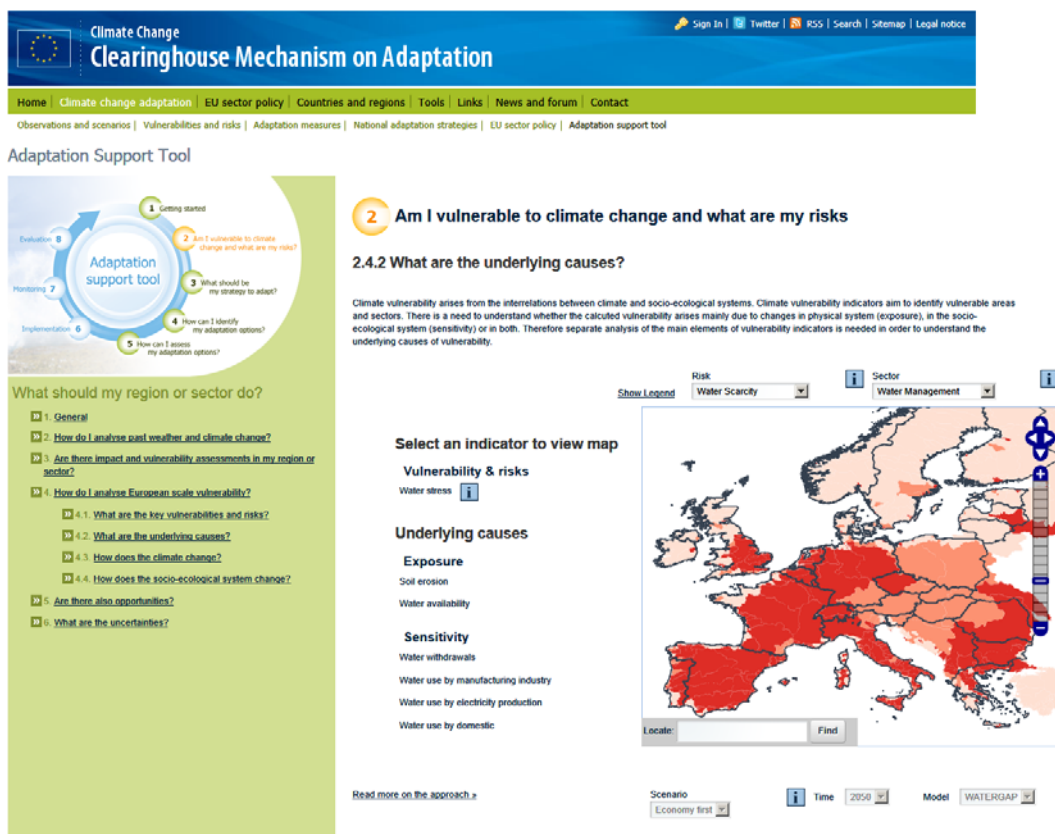 Climate Change
Clearinghouse Mechanism on Adaptation
Sign In | Twitter | RSS | Search | Sitemap | Legal notice
Home | Climate change adaptation | EU sector policy | Countries and regions | Tools | Links | News and forum | Contact
Observations and scenarios | Vulnerabilities and risks | Adaptation measures | National adaptation strategies | EU sector policy | Adaptation support tool
Adaptation Support Tool
1 Getting started
2 Am I vulnerable to climate
change and what are my risks?
3 What should be
my strategy to adapt?
4 How can I identify
my adaptation options?
5 How can I assess
my adaptation options?
Implementation 6
Monitoring 7
Evaluation 8
Adaptation
support tool
What should my region or sector do?
1. General
2. How do I analyse past weather and climate change?
3. Are there impact and vulnerability assessments in my region or
sector?
4. How do I analyse European scale vulnerability?
4.1. What are the key vulnerabilities and risks?
4.2. What are the underlying causes?
4.3. How does the climate change?
4.4. How does the socio-ecological system change?
5. Are there also opportunities?
6. What are the uncertainties?
2 Am I vulnerable to climate change and what are my risks
2.4.2 What are the underlying causes?
Climate vulnerability arises from the interrelations between climate and socio-ecological systems. Climate vulnerability indicators aim to identify vulnerable areas
and sectors. There is a need to understand whether the calcuted vulnerability arises mainly due to changes in physical system (exposure), in the socio-
ecological system (sensitivity) or in both. Therefore separate analysis of the main elements of vulnerability indicators is needed in order to understand the
underlying causes of vulnerability.
Show Legend
Risk
Water Scarcity
i
Sector
Water Management
i
Select an indicator to view map
Vulnerability & risks
Water stress i
Underlying causes
Exposure
Soil erosion
Water availability
Sensitivity
Water withdrawals
Water use by manufacturing industry
Water use by electricity production
Water use by domestic
Locate: Find
Read more on the approach »
Scenario
Economy first
i
Time 2050
Model WATERGAP